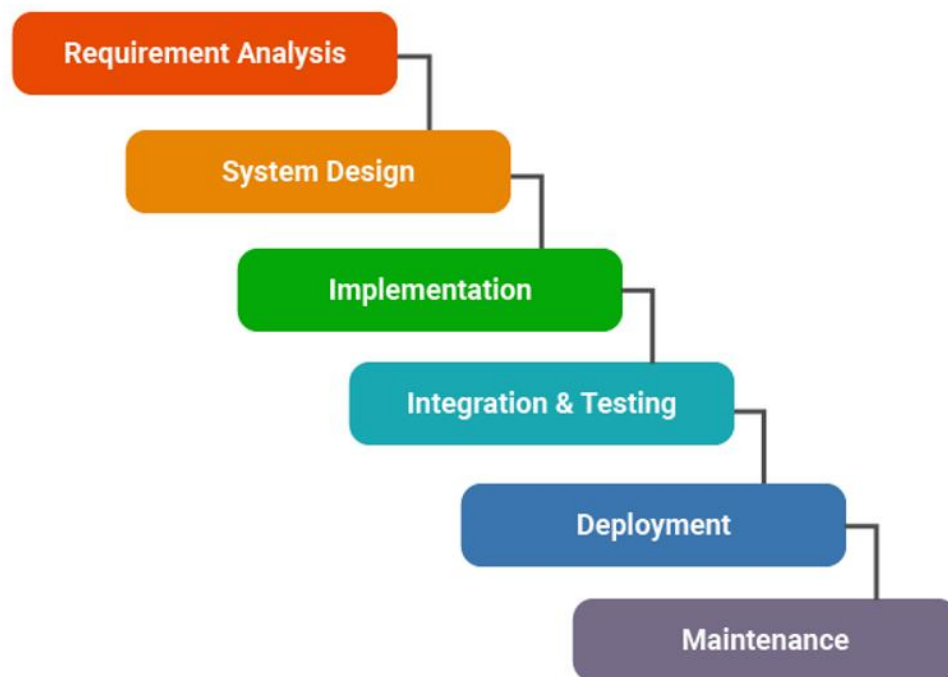 Requirement Analysis
System Design
Implementation
Integration & Testing
Deployment
Maintenance